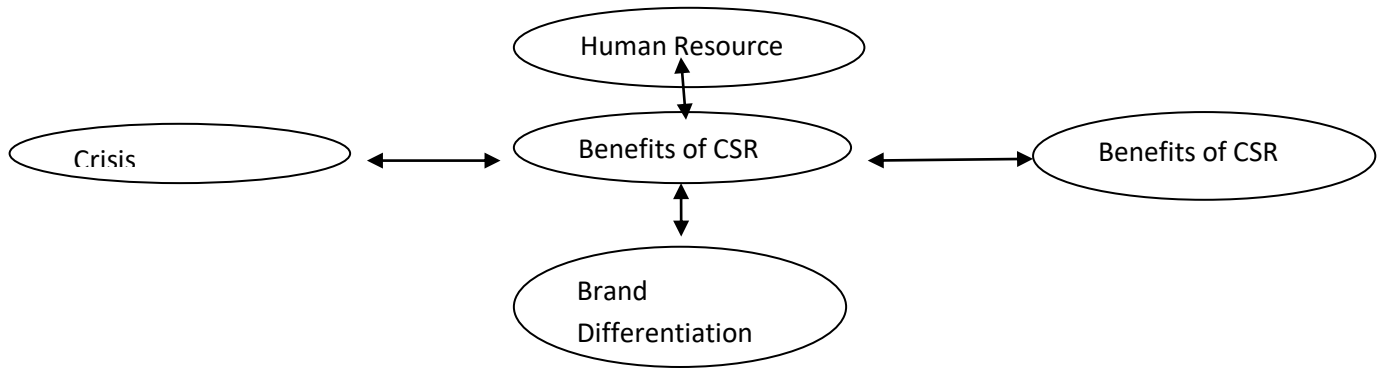 Human Resource
Crisis
Benefits of CSR
Benefits of CSR
Brand
Differentiation